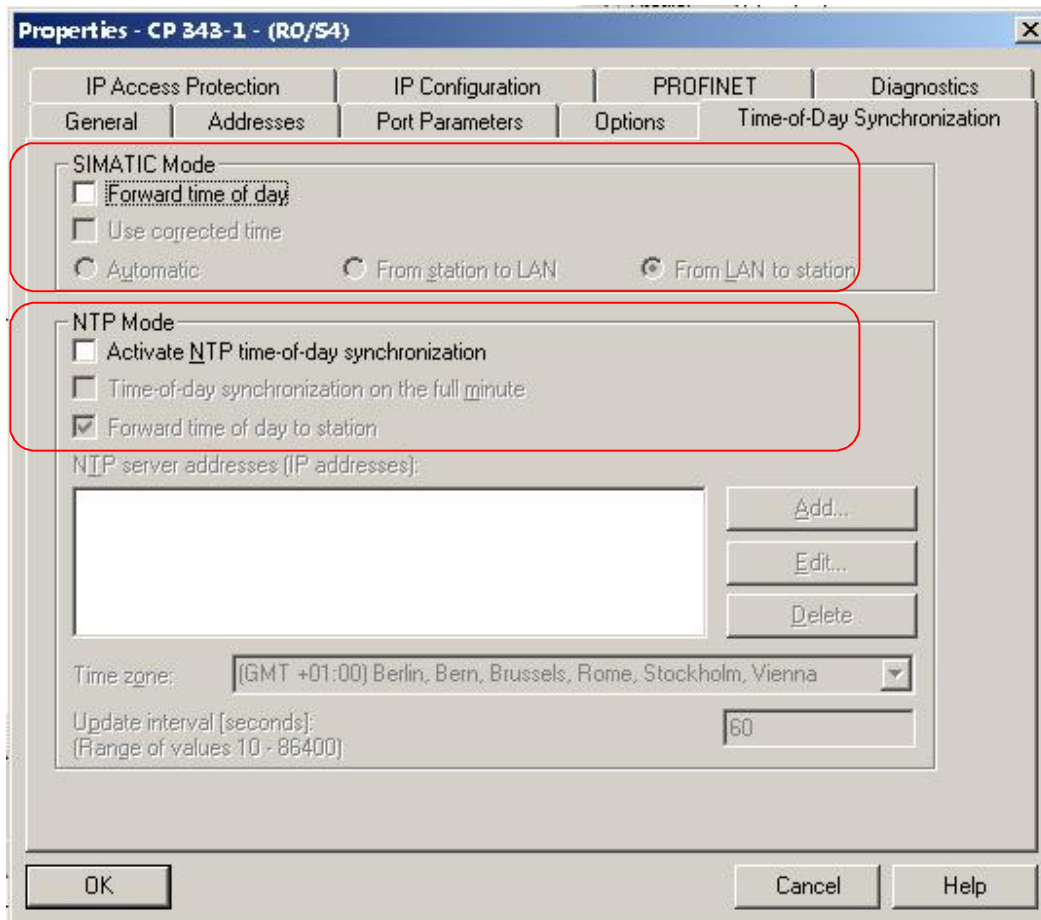 Properties - CP 343-1 - (R0/S4)
IP Access Protection IP Configuration PROFINET Diagnostics
General Addresses Port Parameters Options Time-of-Day Synchronization
SIMATIC Mode
Forward time of day
Use corrected time
Automatic From station to LAN From LAN to station
NTP Mode
Activate NTP time-of-day synchronization
Time-of-day synchronization on the full minute
Forward time of day to station
NTP server addresses (IP addresses):
Add...
Edit...
Delete
Time zone: (GMT +01:00) Berlin, Bern, Brussels, Rome, Stockholm, Vienna
Update interval [seconds]: 60
(Range of values 10 - 86400)
OK Cancel Help